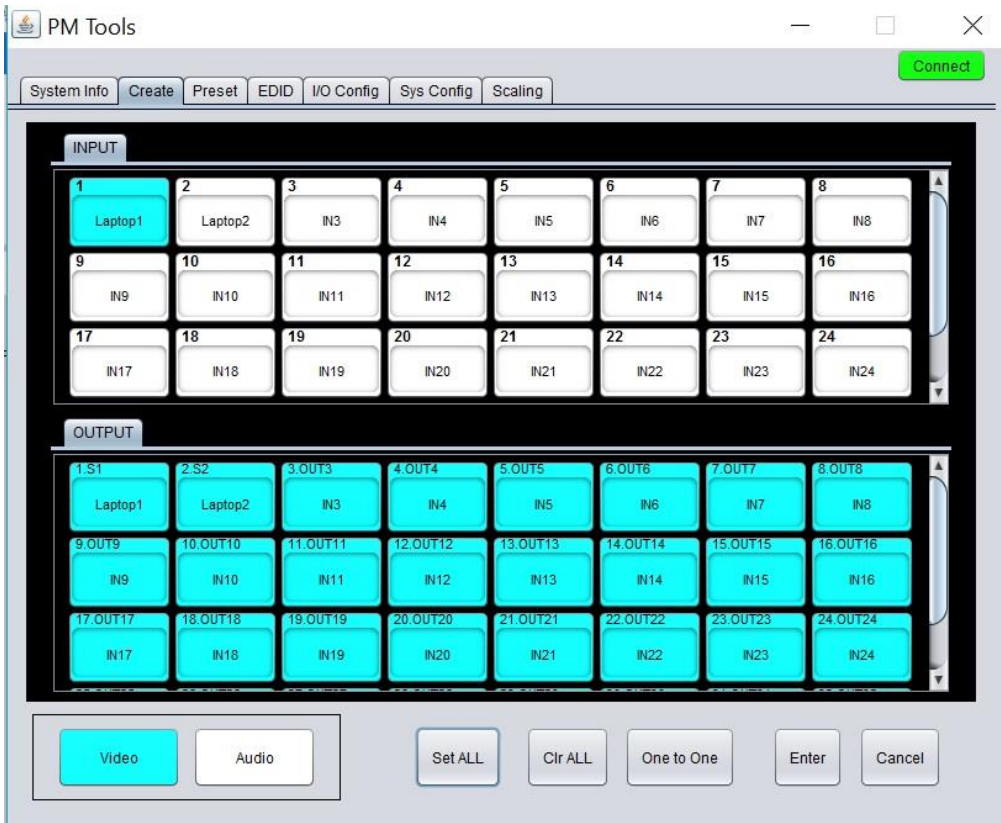 PM Tools
Connect
System Info Create Preset EDID I/O Config Sys Config Scaling
INPUT
1 2 3 4 5 6 7 8
Laptop1 Laptop2 IN3 IN4 IN5 IN6 IN7 IN8
9 10 11 12 13 14 15 16
IN9 IN10 IN11 IN12 IN13 IN14 IN15 IN16
17 18 19 20 21 22 23 24
IN17 IN18 IN19 IN20 IN21 IN22 IN23 IN24
OUTPUT
1.S1 2.S2 3.OUT3 4.OUT4 5.OUT5 6.OUT6 7.OUT7 8.OUT8
Laptop1 Laptop2 IN3 IN4 IN5 IN6 IN7 IN8
9.OUT9 10.OUT10 11.OUT11 12.OUT12 13.OUT13 14.OUT14 15.OUT15 16.OUT16
IN9 IN10 IN11 IN12 IN13 IN14 IN15 IN16
17.OUT17 18.OUT18 19.OUT19 20.OUT20 21.OUT21 22.OUT22 23.OUT23 24.OUT24
IN17 IN18 IN19 IN20 IN21 IN22 IN23 IN24
Video Audio Set ALL Clr ALL One to One Enter Cancel